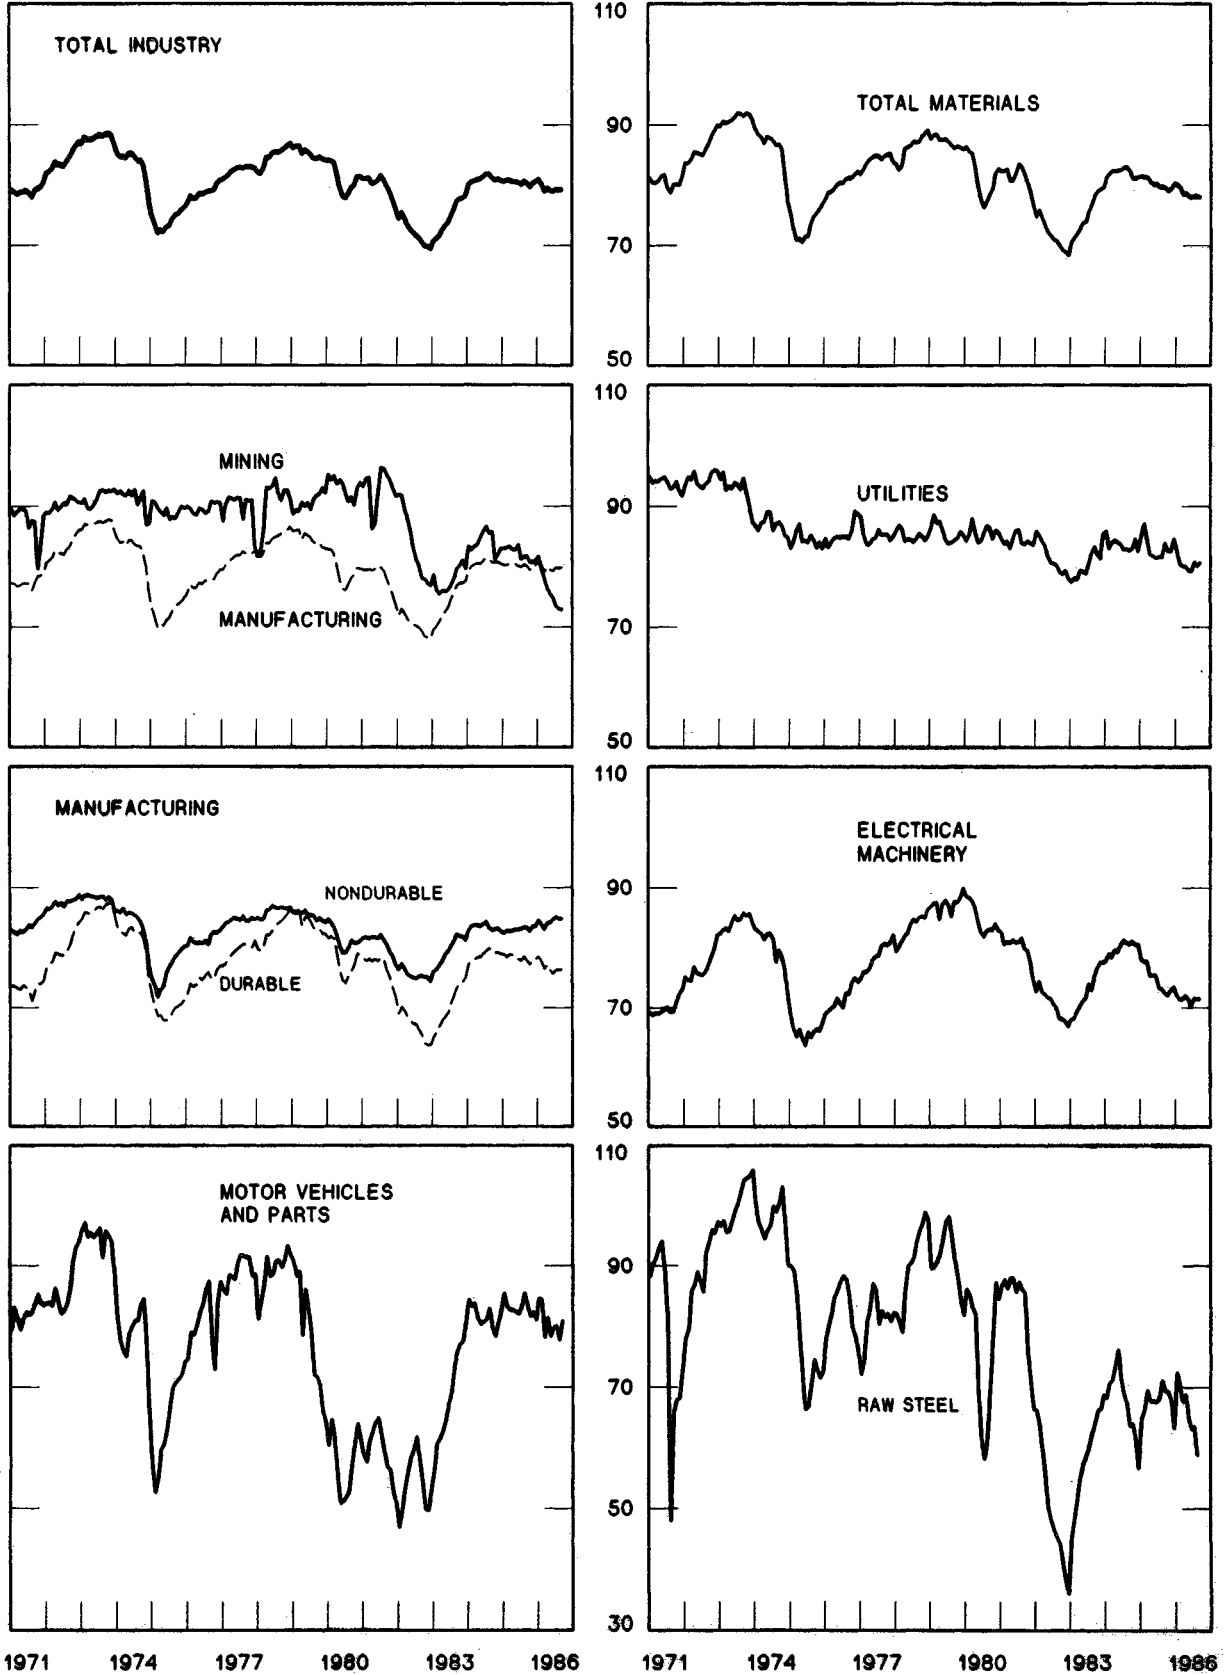 110
TOTAL INDUSTRY
TOTAL MATERIALS
90
70
50
110
MINING
UTILITIES
90
MANUFACTURING
70
50
110
MANUFACTURING
ELECTRICAL
MACHINERY
NONDURABLE
90
DURABLE
70
50
110
MOTOR VEHICLES
AND PARTS
90
70
RAW STEEL
50
30
1971 1974 1977 1980 1983 1986
1971 1974 1977 1980 1983 1986